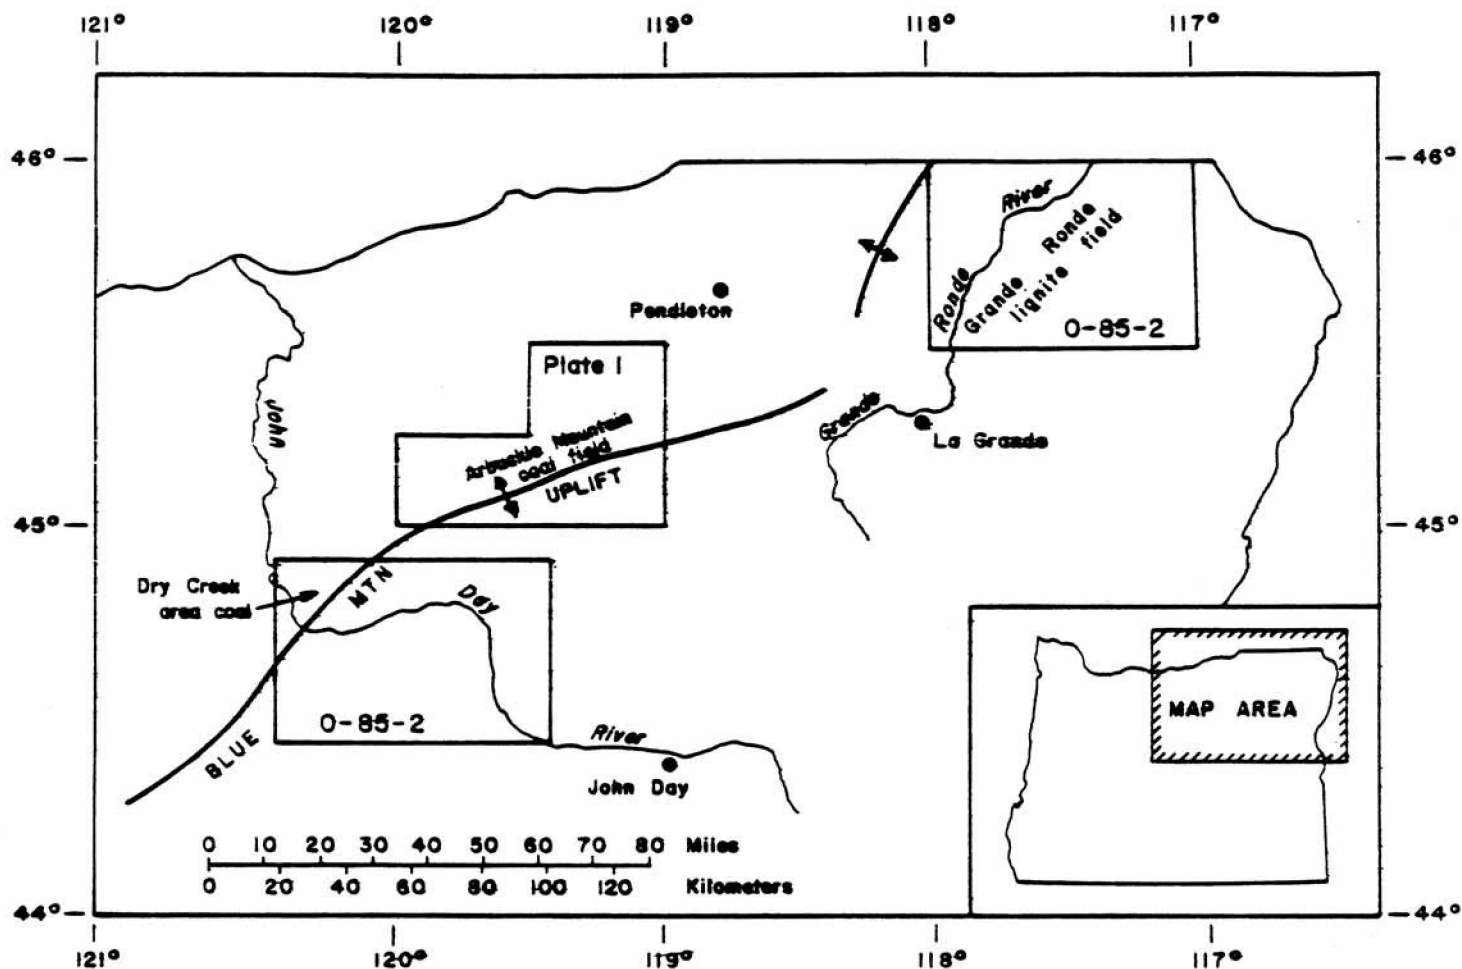 121° 120° 119° 118° 117°
46° 46°
River
Ronde
Grande Ronde
lignite field
O-85-2
Pendleton
Plate I
Arbuckle Mountain
coal field
UPLIFT
John
Grande
La Grande
45° 45°
Dry Creek
area coal
MTN
Day
O-85-2
BLUE
River
John Day
MAP AREA
0 10 20 30 40 50 60 70 80 Miles
0 20 40 60 80 100 120 Kilometers
44° 44°
121° 120° 119° 118° 117°